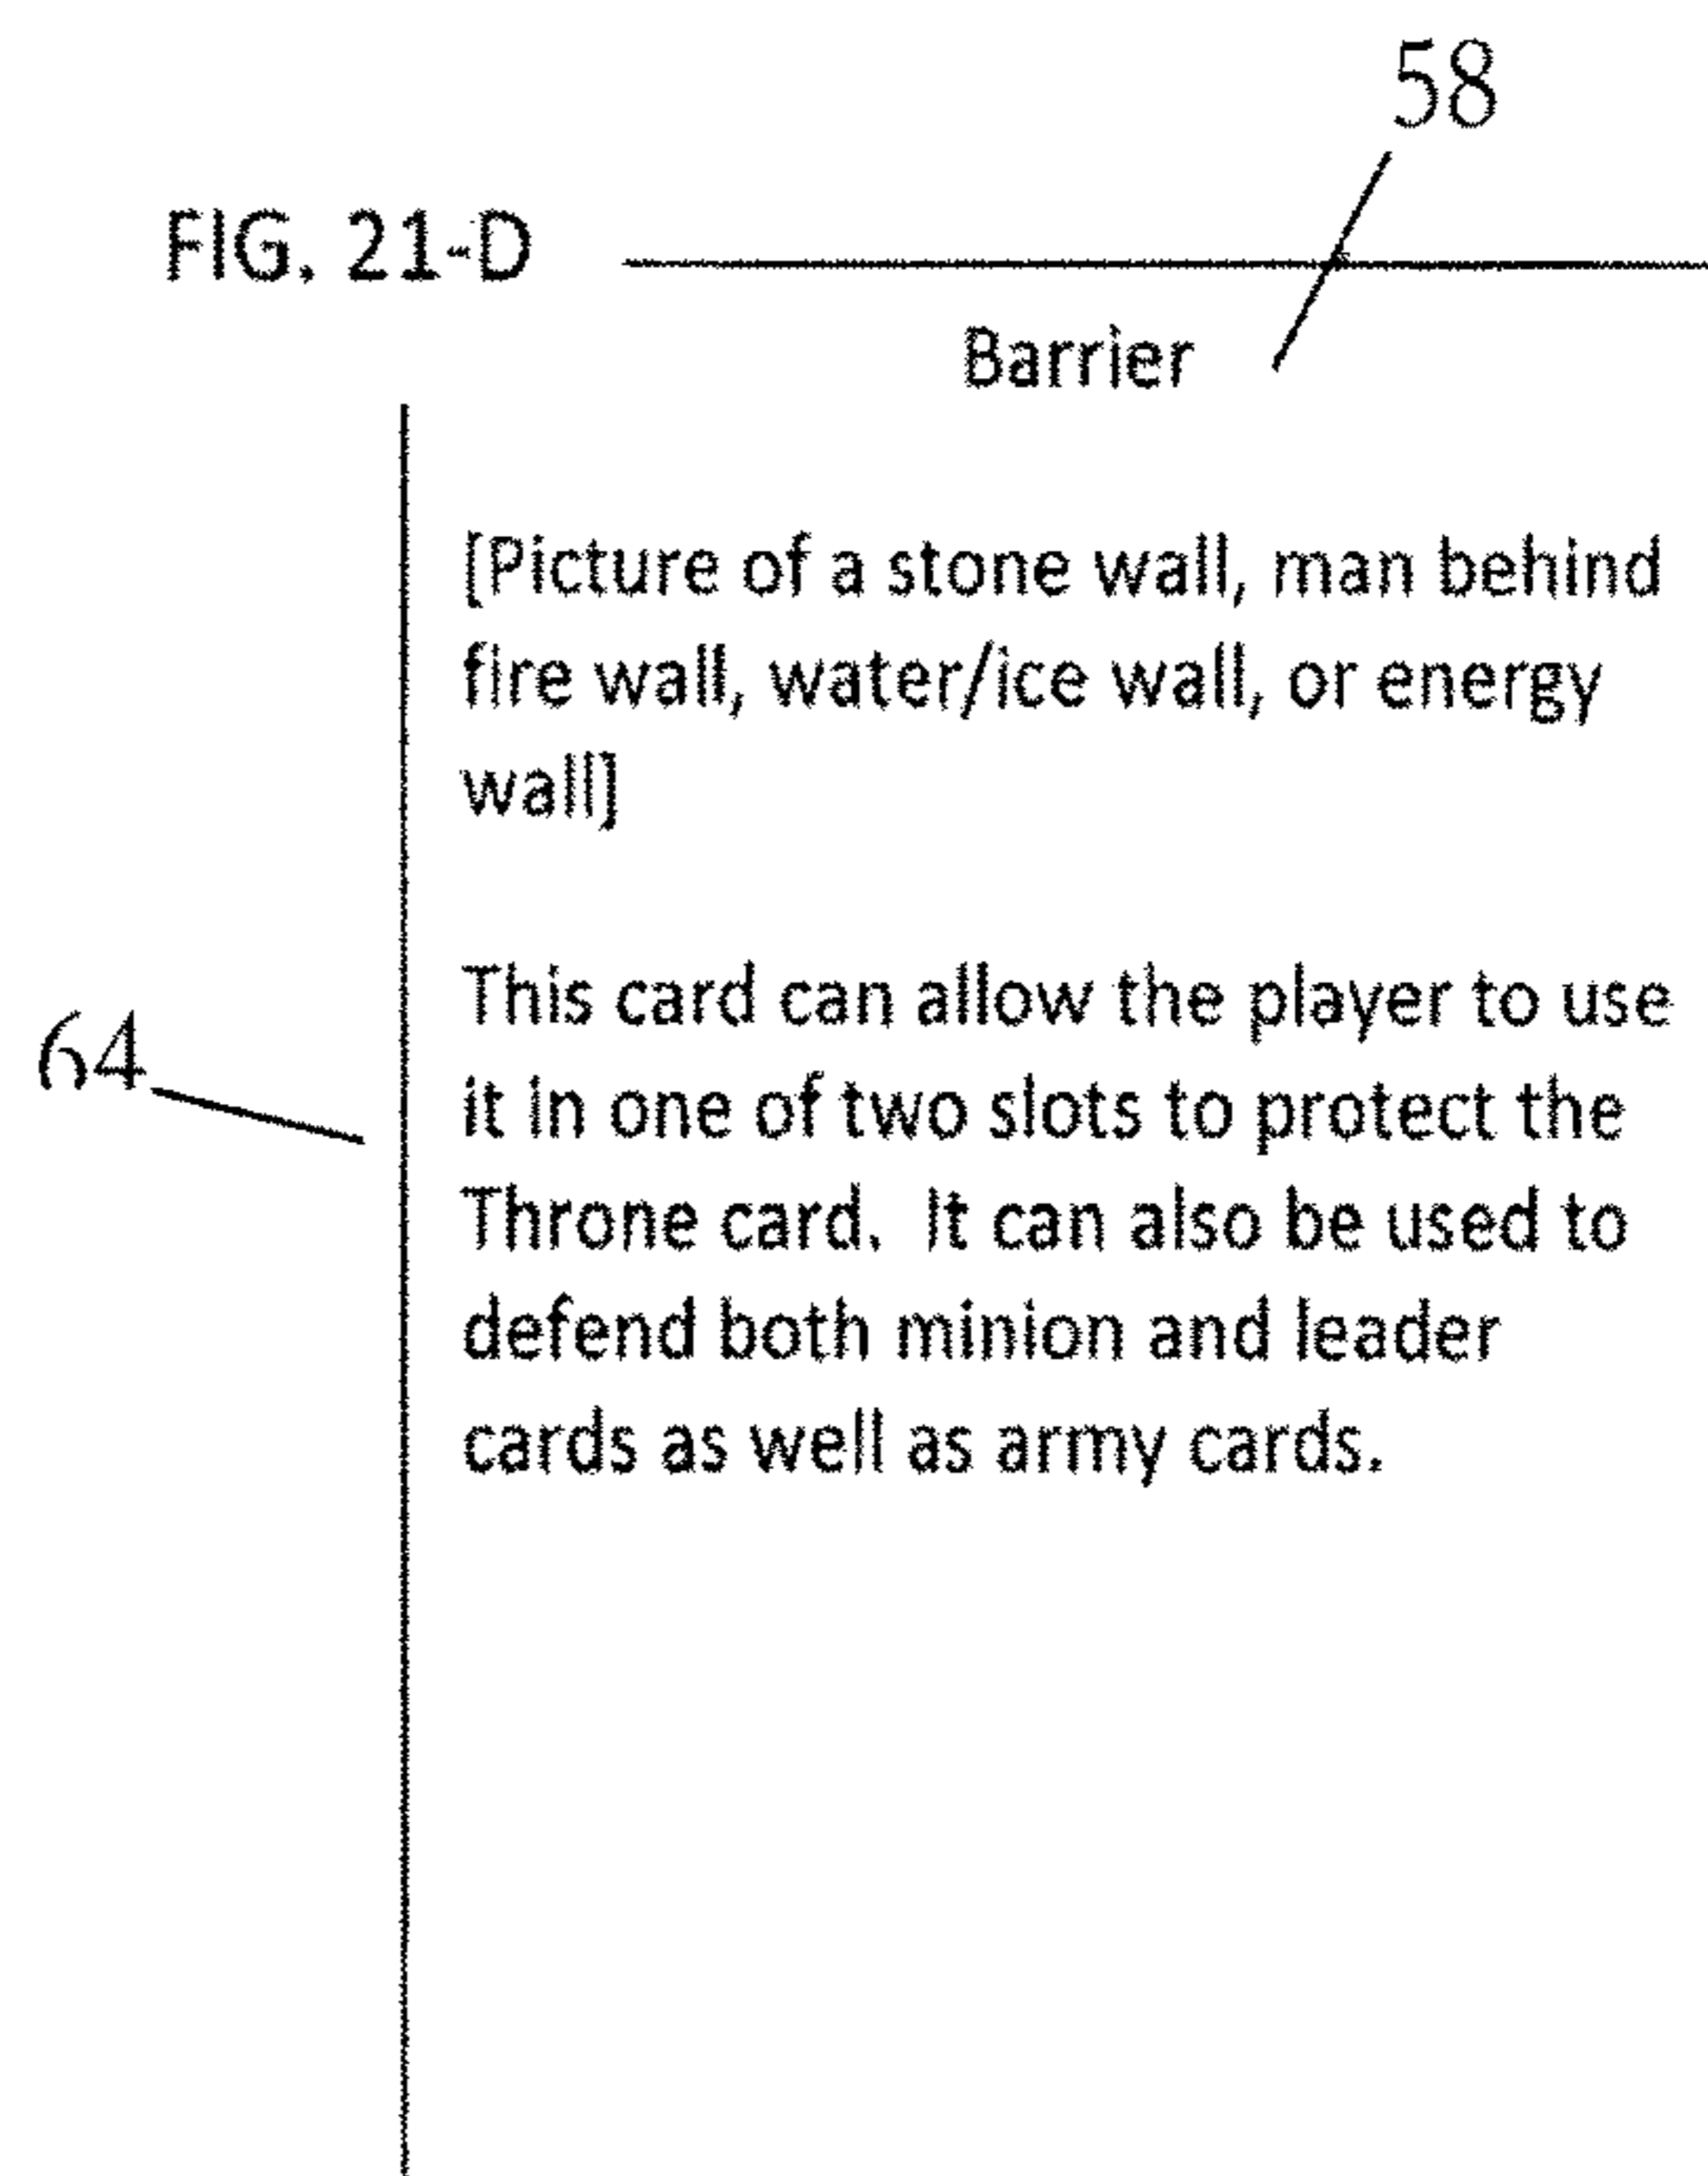 58
FIG. 21-D
Barrier
[Picture of a stone wall, man behind
fire wall, water/ice wall, or energy
wall]
This card can allow the player to use
64
it in one of two slots to protect the
Throne card.  It can also be used to
defend both minion and leader
cards as well as army cards.